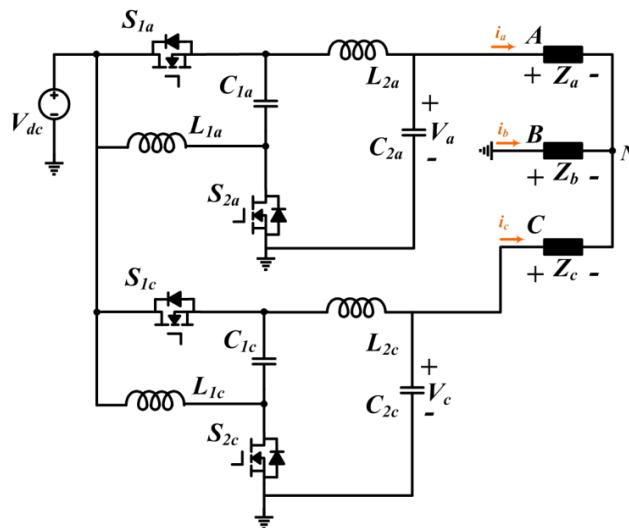 S1a
ia
A
L2a
C1a
+
Za
-
Vdc
+
-
L1a
+
Va
-
C2a
ib
B
+
Zb
-
N
S2a
ic
C
S1c
+
Zc
-
C1c
L2c
L1c
+
Vc
-
C2c
S2c